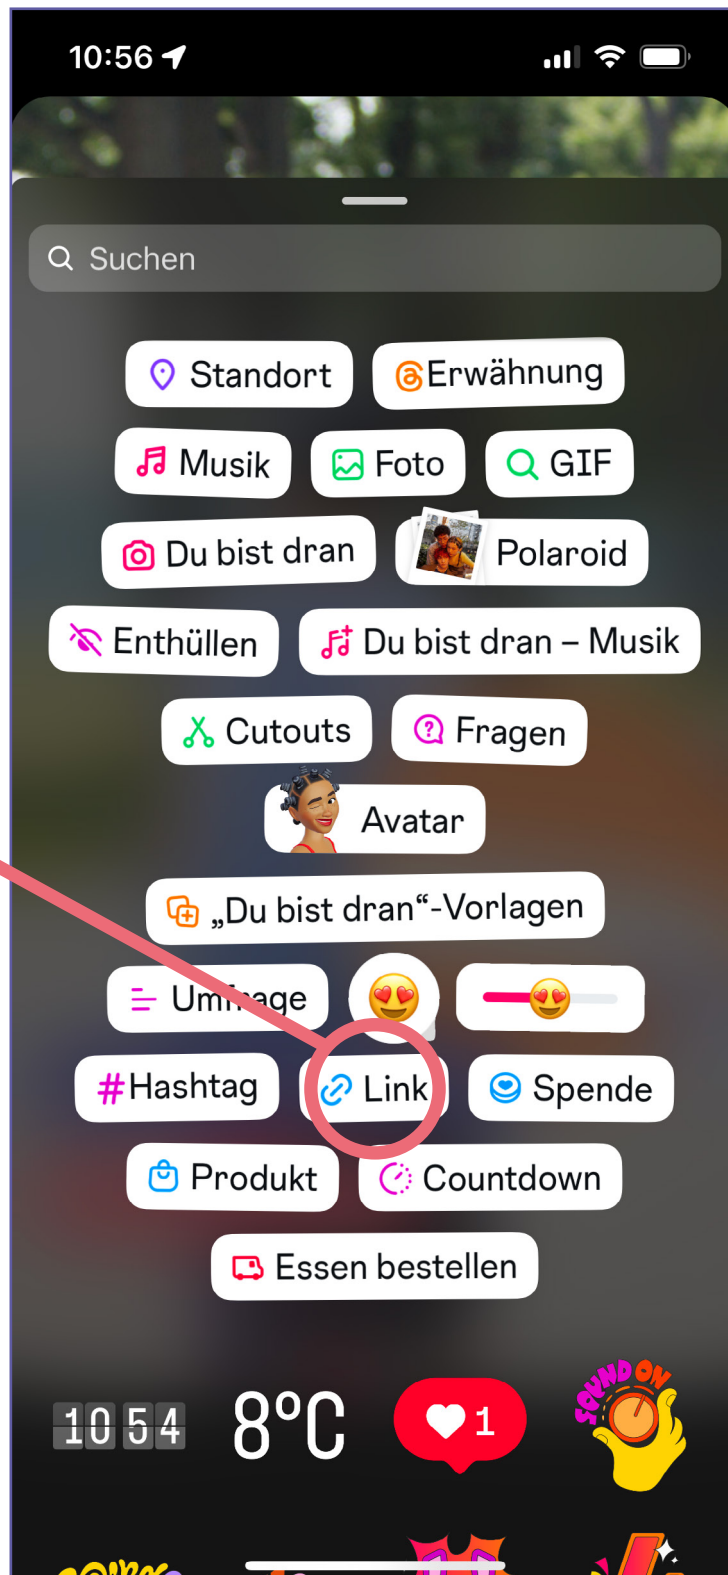 10:56
Suchen
Standort
Erwähnung
Musik
Foto
GIF
Du bist dran
Polaroid
Enthüllen
Du bist dran – Musik
Cutouts
Fragen
Avatar
„Du bist dran“-Vorlagen
Umfrage
#Hashtag
Link
Spende
Produkt
Countdown
Essen bestellen
10 54
8°C
1
SOUND ON